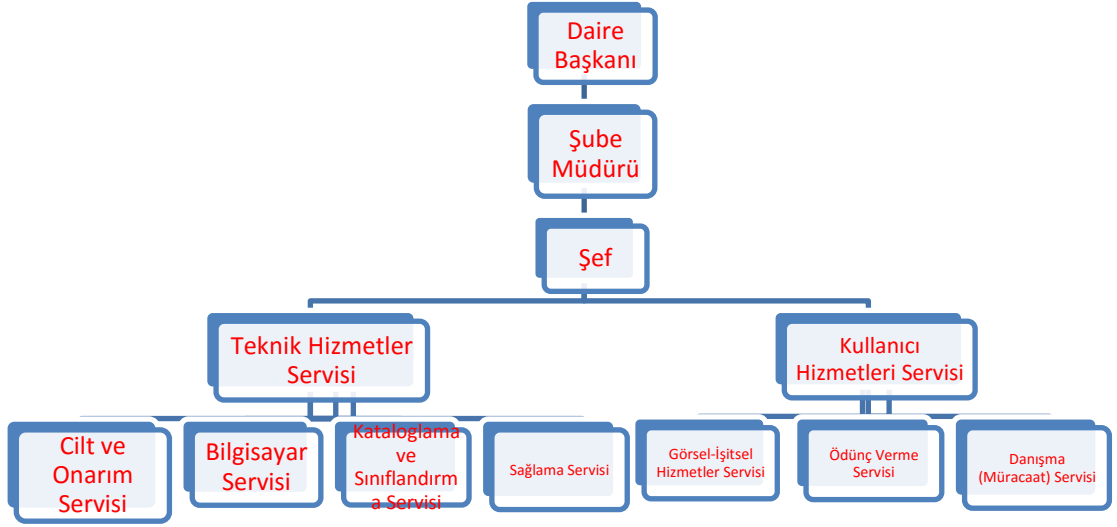 Daire
Başkanı
Şube
Müdürü
Şef
Teknik Hizmetler
Servisi
Kullanıcı
Hizmetleri Servisi
Cilt ve
Onarım
Servisi
Bilgisayar
Servisi
Kataloglama
ve
Sınıflandırm
a Servisi
Sağlama Servisi
Görsel-İşitsel
Hizmetler Servisi
Ödünç Verme
Servisi
Danışma
(Müracaat) Servisi